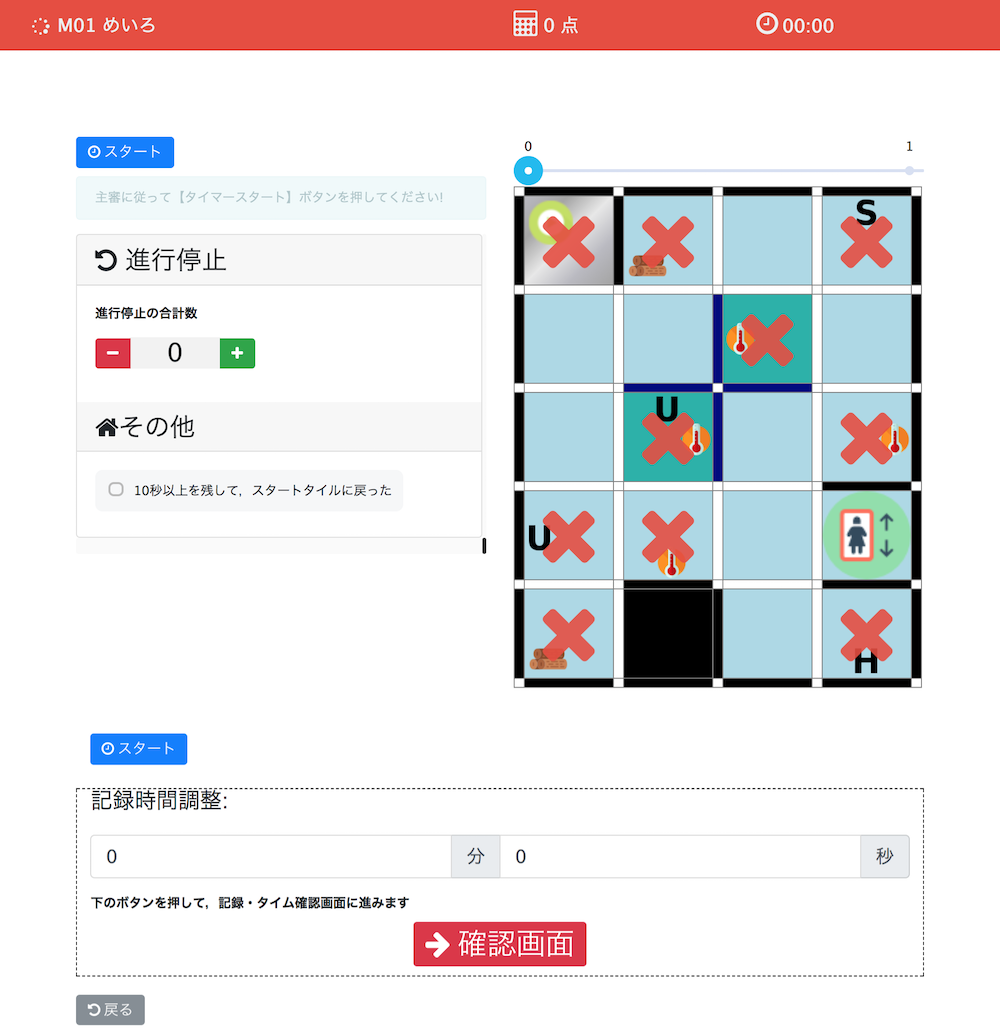 M01 めいろ
0 点
00:00
スタート
主審に従って【タイマースタート】ボタンを押してください!
進行停止
進行停止の合計数
0
その他
10秒以上を残して，スタートタイルに戻った
0
1
S
U
U
H
スタート
記録時間調整:
0 分 0 秒
下のボタンを押して，記録・タイム確認画面に進みます
確認画面
戻る